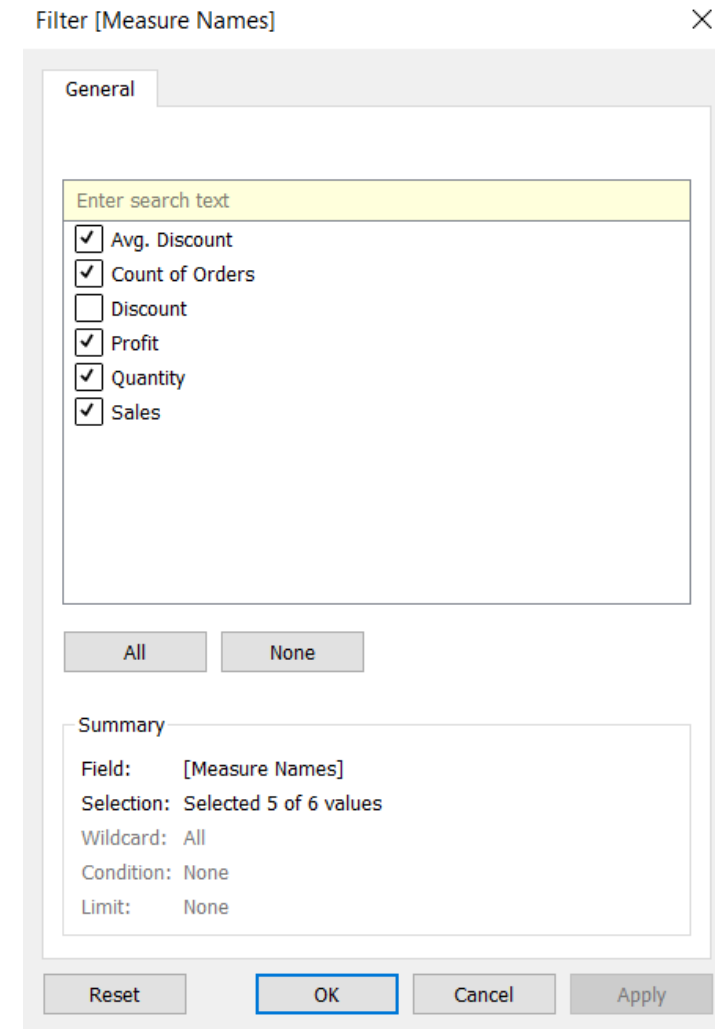 Filter [Measure Names]
General
Enter search text
Avg. Discount
Count of Orders
Discount
Profit
Quantity
Sales
All None
Summary
Field: [Measure Names]
Selection: Selected 5 of 6 values
Wildcard: All
Condition: None
Limit: None
Reset OK Cancel Apply